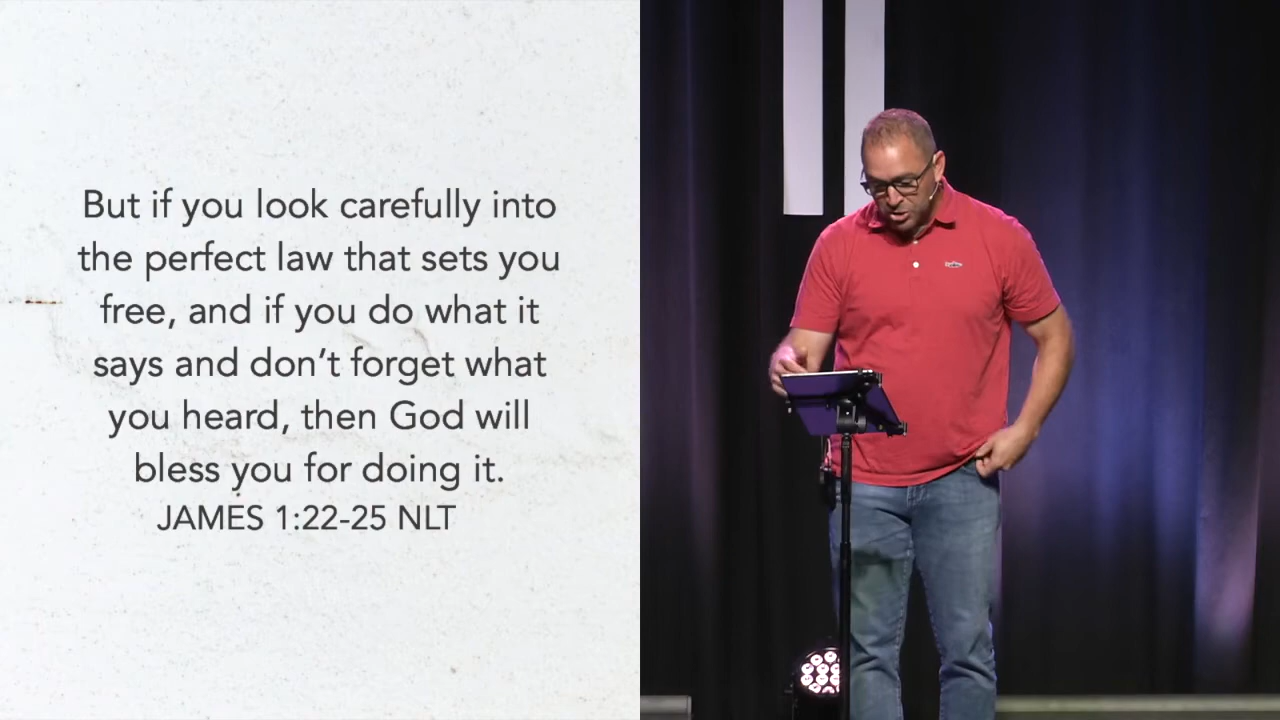 But if you look carefully into
the perfect law that sets you
free, and if you do what it
says and don’t forget what
you heard, then God will
bless you for doing it.
JAMES 1:22-25 NLT